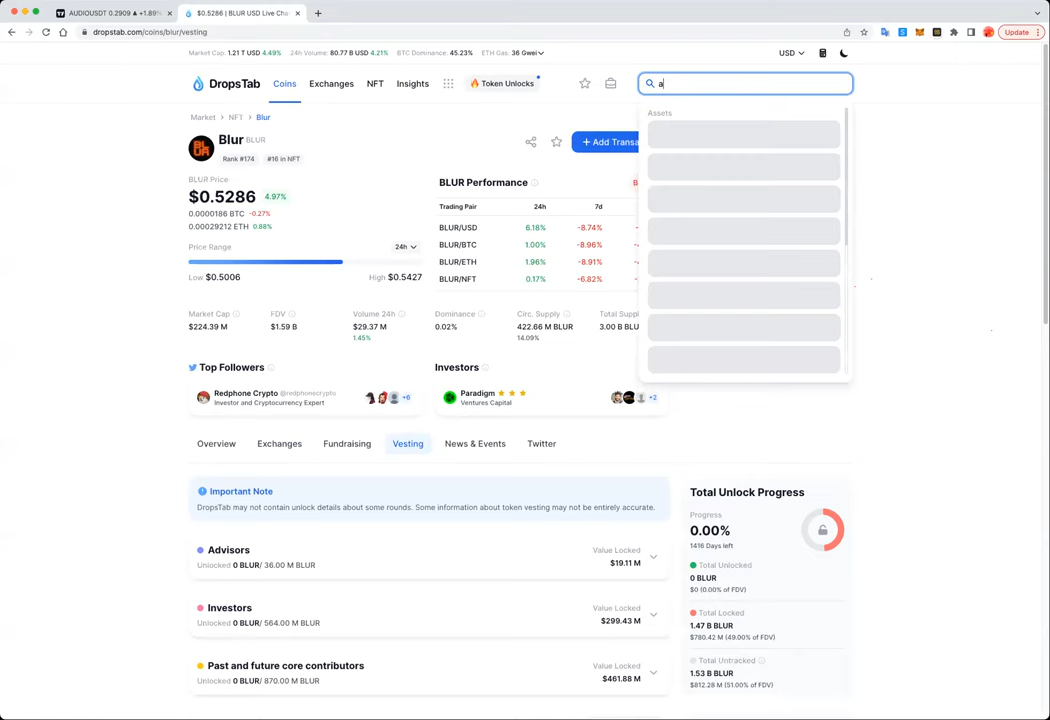 AUDIOUSDT 0.2909 ▲ +1.89%
$0.5286 | BLUR USD Live Cha
dropstab.com/coins/blur/vesting
Update
Market Cap: 1.21 T USD 4.49% 24h Volume: 80.77 B USD 4.21% BTC Dominance: 45.23% ETH Gas: 36 Gwei
USD
DropsTab
Coins
Exchanges
NFT
Insights
Token Unlocks
a
Market > NFT > Blur
Assets
Blur BLUR
Rank #174
#16 in NFT
+ Add Transa
BLUR Price
$0.5286 4.97%
0.0000186 BTC -0.27%
0.00029212 ETH 0.88%
Price Range
24h
Low $0.5006
High $0.5427
BLUR Performance
B
Trading Pair 24h 7d
BLUR/USD 6.18% -8.74% -
BLUR/BTC 1.00% -8.96% -
BLUR/ETH 1.96% -8.91% -
BLUR/NFT 0.17% -6.82% -
Market Cap
$224.39 M
FDV
$1.59 B
Volume 24h
$29.37 M
1.45%
Dominance
0.02%
Circ. Supply
422.66 M BLUR
14.09%
Total Suppl
3.00 B BLU
Top Followers
Redphone Crypto @redphonecrypto
Investor and Cryptocurrency Expert
+6
Investors
Paradigm
Ventures Capital
+2
Overview
Exchanges
Fundraising
Vesting
News & Events
Twitter
Important Note
DropsTab may not contain unlock details about some rounds. Some information about token vesting may not be entirely accurate.
Advisors
Unlocked 0 BLUR/ 36.00 M BLUR
Value Locked
$19.11 M
Investors
Unlocked 0 BLUR/ 564.00 M BLUR
Value Locked
$299.43 M
Past and future core contributors
Unlocked 0 BLUR/ 870.00 M BLUR
Value Locked
$461.88 M
Total Unlock Progress
Progress
0.00%
1416 Days left
Total Unlocked
0 BLUR
$0 (0.00% of FDV)
Total Locked
1.47 B BLUR
$780.42 M (49.00% of FDV)
Total Untracked
1.53 B BLUR
$812.28 M (51.00% of FDV)